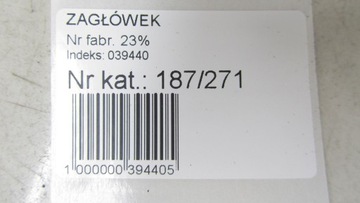 ZAGŁÓWEK
Nr fabr. 23%
Indeks: 039440
Nr kat.: 187/271
1 000000 394405